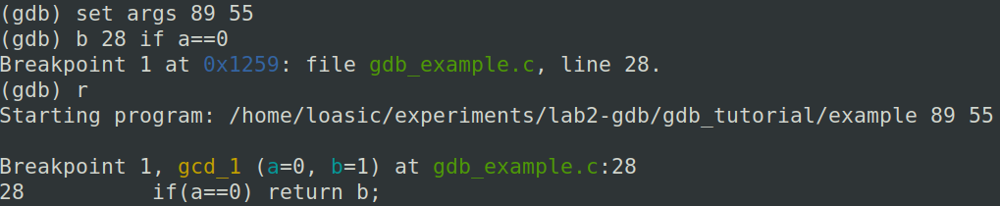 (gdb) set args 89 55
(gdb) b 28 if a==0
Breakpoint 1 at 0x1259: file gdb_example.c, line 28.
(gdb) r
Starting program: /home/loasic/experiments/lab2-gdb/gdb_tutorial/example 89 55

Breakpoint 1, gcd_1 (a=0, b=1) at gdb_example.c:28
28          if(a==0) return b;